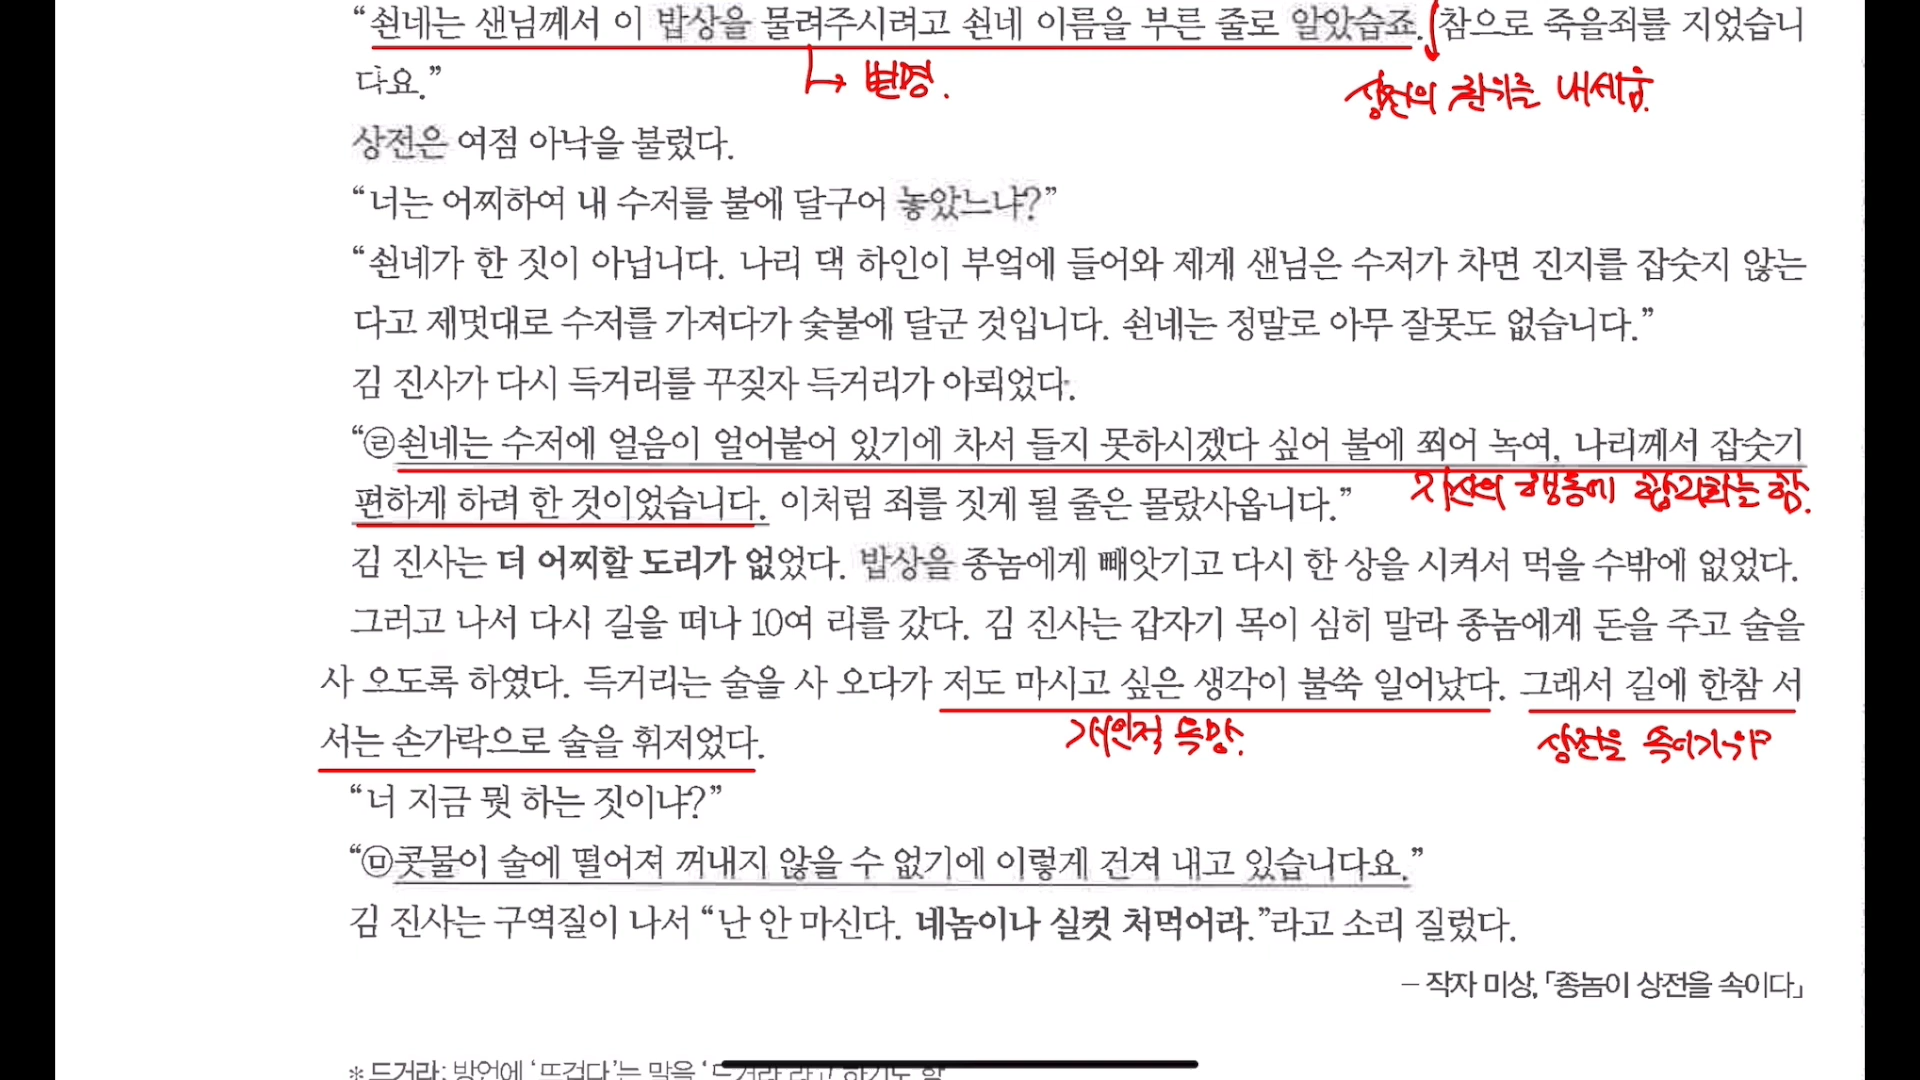 “쇤네는 샌님께서 이 밥상을 물려주시려고 쇤네 이름을 부른 줄로 알았습죠. 참으로 죽을죄를 지었습니
다요.”
변명.
상전의 권위를 내세움.
상전은 여점 아낙을 불렀다.
“너는 어찌하여 내 수저를 불에 달구어 놓았느냐?”
“쇤네가 한 짓이 아닙니다. 나리 댁 하인이 부엌에 들어와 제게 샌님은 수저가 차면 진지를 잡숫지 않는
다고 제멋대로 수저를 가져다가 숯불에 달군 것입니다. 쇤네는 정말로 아무 잘못도 없습니다.”
김 진사가 다시 득거리를 꾸짖자 득거리가 아뢰었다.
“㉣쇤네는 수저에 얼음이 얼어붙어 있기에 차서 들지 못하시겠다 싶어 불에 쬐어 녹여, 나리께서 잡숫기
편하게 하려 한 것이었습니다. 이처럼 죄를 짓게 될 줄은 몰랐사옵니다.”
자신의 행동에 합리화는 함.
김 진사는 더 어찌할 도리가 없었다. 밥상을 종놈에게 빼앗기고 다시 한 상을 시켜서 먹을 수밖에 없었다.
그러고 나서 다시 길을 떠나 10여 리를 갔다. 김 진사는 갑자기 목이 심히 말라 종놈에게 돈을 주고 술을
사 오도록 하였다. 득거리는 술을 사 오다가 저도 마시고 싶은 생각이 불쑥 일어났다. 그래서 길에 한참 서
서는 손가락으로 술을 휘저었다.
개인적 욕망.
상전을 속이기 위한
“너 지금 뭣 하는 짓이냐?”
“㉤콧물이 술에 떨어져 꺼내지 않을 수 없기에 이렇게 건져 내고 있습니다요.”
김 진사는 구역질이 나서 “난 안 마신다. 네놈이나 실컷 처먹어라.”라고 소리 질렀다.
– 작자 미상, 「종놈이 상전을 속이다」
* 득거라: 방언에 ‘뜨겁다’는 말을